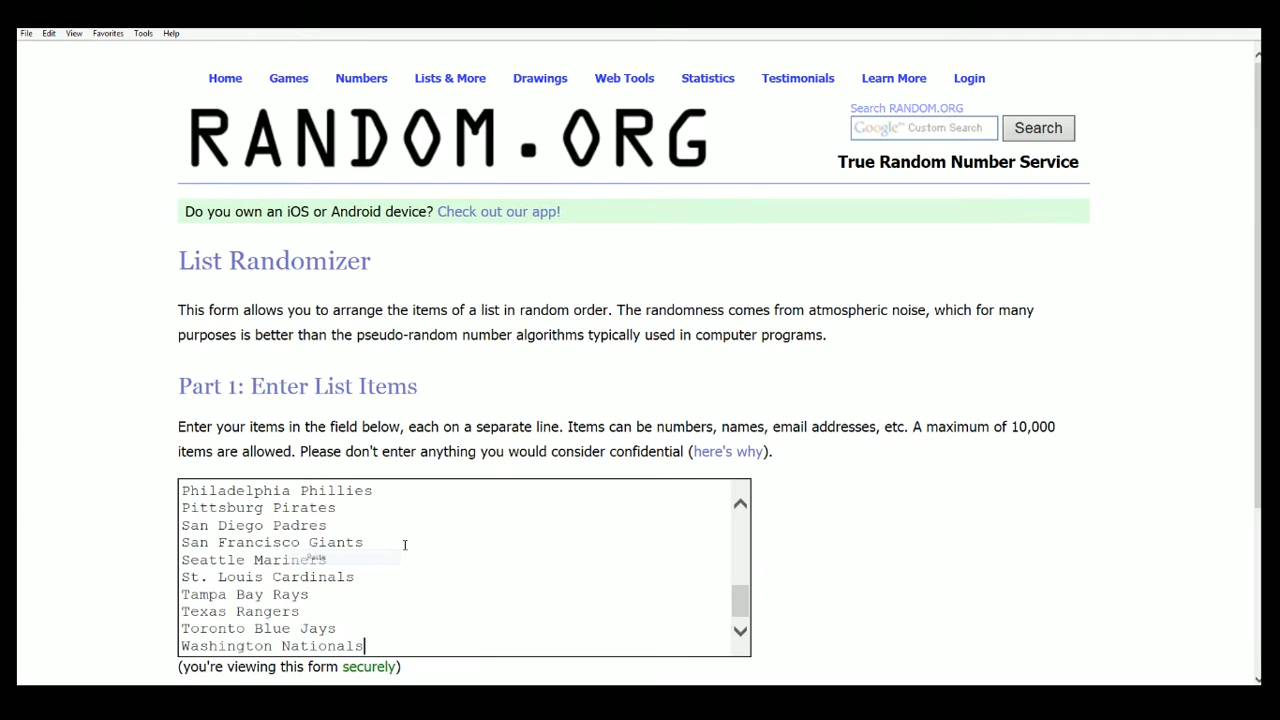 File Edit View Favorites Tools Help
Home Games Numbers Lists & More Drawings Web Tools Statistics Testimonials Learn More Login
RANDOM.ORG
Search RANDOM.ORG
Google™ Custom Search Search
True Random Number Service
Do you own an iOS or Android device? Check out our app!
List Randomizer
This form allows you to arrange the items of a list in random order. The randomness comes from atmospheric noise, which for many
purposes is better than the pseudo-random number algorithms typically used in computer programs.
Part 1: Enter List Items
Enter your items in the field below, each on a separate line. Items can be numbers, names, email addresses, etc. A maximum of 10,000
items are allowed. Please don't enter anything you would consider confidential (here's why).
Philadelphia Phillies
Pittsburg Pirates
San Diego Padres
San Francisco Giants
Seattle Mariners
Paste
St. Louis Cardinals
Tampa Bay Rays
Texas Rangers
Toronto Blue Jays
Washington Nationals
(you're viewing this form securely)